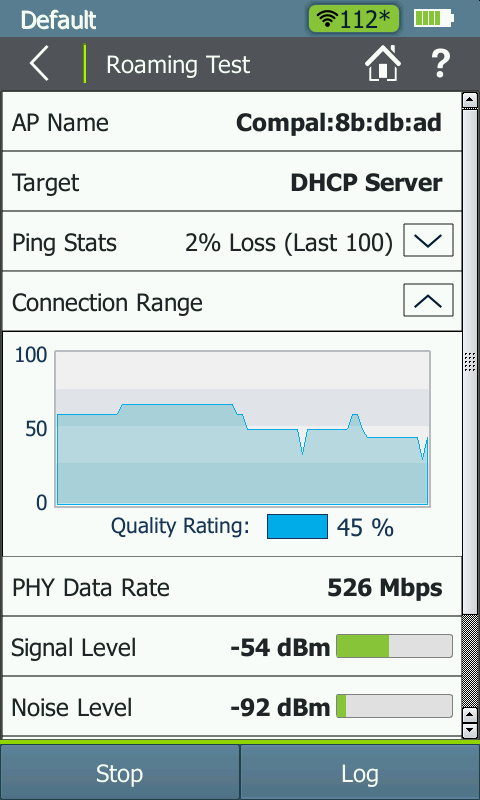 Default 112*
Roaming Test ?
AP Name Compal:8b:db:ad
Target DHCP Server
Ping Stats 2% Loss (Last 100)
Connection Range
100
50
0
Quality Rating: 45 %
PHY Data Rate 526 Mbps
Signal Level -54 dBm
Noise Level -92 dBm
Stop Log